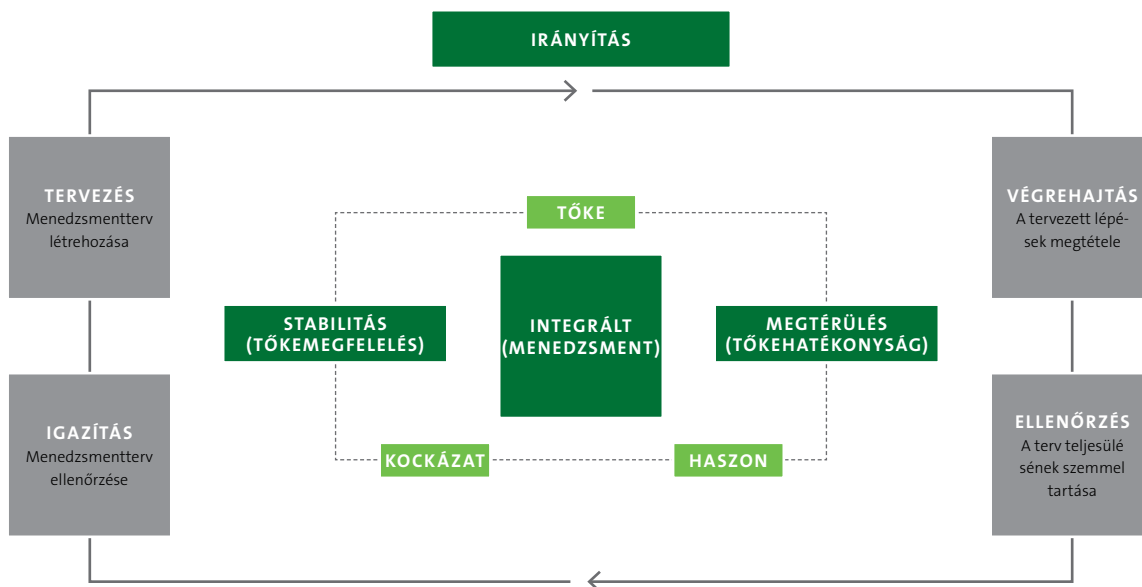 IRÁNYÍTÁS
TERVEZÉS
Menedzsmentterv
létrehozása
VÉGREHAJTÁS
A tervezett lépé-
sek megtétele
TŐKE
STABILITÁS
(TŐKEMEGFELELÉS)
INTEGRÁLT
(MENEDZSMENT)
MEGTÉRÜLÉS
(TŐKEHATÉKONYSÁG)
IGAZÍTÁS
Menedzsmentterv
ellenőrzése
KOCKÁZAT
HASZON
ELLENŐRZÉS
A terv teljesülé
sének szemmel
tartása